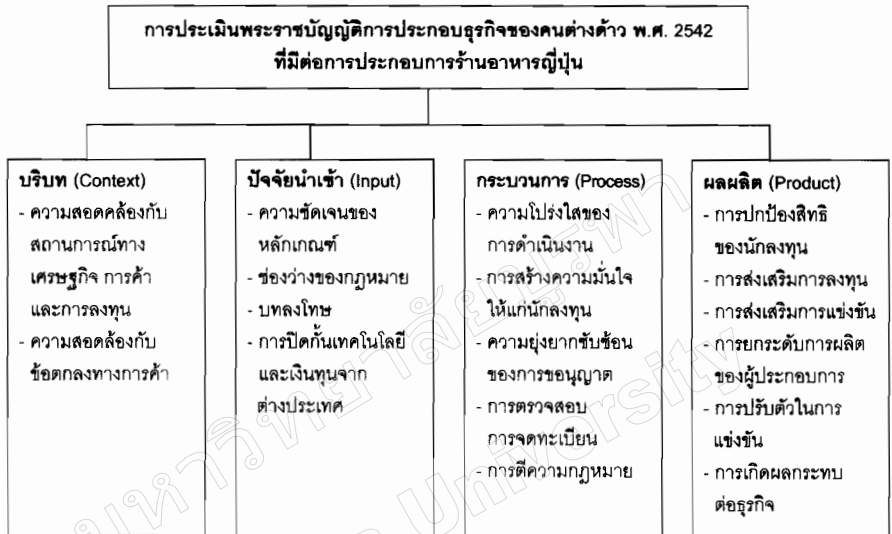 การประเมินพระราชบัญญัติการประกอบธุรกิจของคนต่างด้าว พ.ศ. 2542
ที่มีต่อการประกอบการร้านอาหารญี่ปุ่น
บริบท (Context)
- ความสอดคล้องกับ
สถานการณ์ทาง
เศรษฐกิจ การค้า
และการลงทุน
- ความสอดล้องกับ
ข้อตกลงทางการค้า
ปัจจัยนำเข้า (Input)
- ความชัดเจนของ
หลักเกณฑ์
- ช่องว่างของกฎหมาย
- บทลงโทษ
- การปิดกั้นเทคโนโลยี
และเงินทุนจาก
ต่างประเทศ
กระบวนการ (Process)
- ความโปร่งใสของ
การดำเนินงาน
- การสร้างความมั่นใจ
ให้แก่นักลงทุน
- ความยุ่งยากซับซ้อน
ของการขอนุญาต
- การตรวจสอบ
การจดทะเบียน
- การตีความกฎหมาย
ผลผลิต (Product)
- การปกป้องสิทธิ
ของนักลงทุน
- การส่งเสริมการลงทุน
- การส่งเสริมการแข่งขัน
- การยกระดับการผลิต
ของผู้ประกอบการ
- การปรับตัวในการ
แข่งขัน
- การเกิดผลกระทบ
ต่อธุรกิจ
มหาวิทยาลัยบูรพา
University